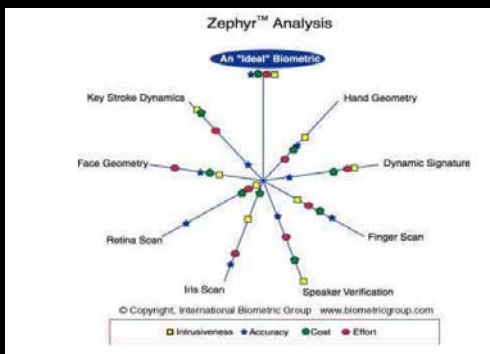 Zephyr™ Analysis
An "Ideal" Biometric
Key Stroke Dynamics
Hand Geometry
Face Geometry
Dynamic Signature
Retina Scan
Finger Scan
Iris Scan
Speaker Verification
© Copyright, International Biometric Group www.biometricgroup.com
Intrusiveness Accuracy Cost Effort